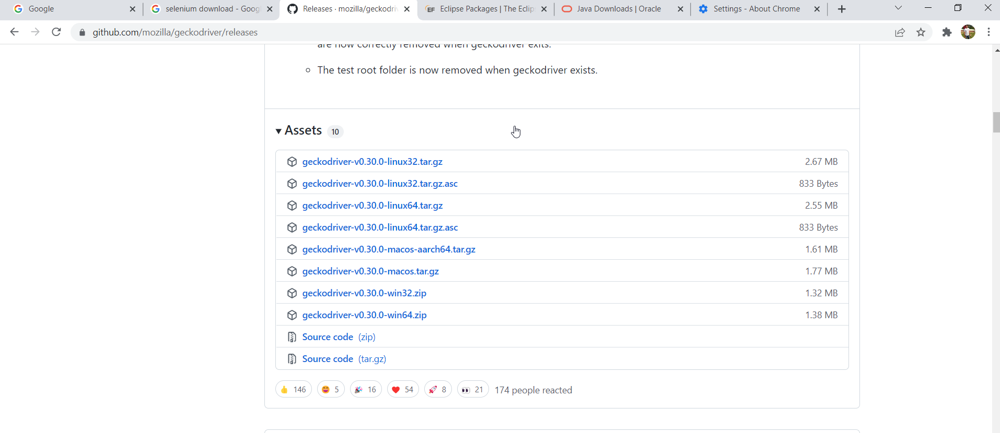 Google
selenium download - Goog
Releases · mozilla/geckodri
EF Eclipse Packages | The Eclip
Java Downloads | Oracle
Settings - About Chrome
github.com/mozilla/geckodriver/releases
are now correctly removed when geckodriver exits.
The test root folder is now removed when geckodriver exists.
Assets 10
geckodriver-v0.30.0-linux32.tar.gz 2.67 MB
geckodriver-v0.30.0-linux32.tar.gz.asc 833 Bytes
geckodriver-v0.30.0-linux64.tar.gz 2.55 MB
geckodriver-v0.30.0-linux64.tar.gz.asc 833 Bytes
geckodriver-v0.30.0-macos-aarch64.tar.gz 1.61 MB
geckodriver-v0.30.0-macos.tar.gz 1.77 MB
geckodriver-v0.30.0-win32.zip 1.32 MB
geckodriver-v0.30.0-win64.zip 1.38 MB
Source code (zip)
Source code (tar.gz)
146 5 16 54 8 21 174 people reacted